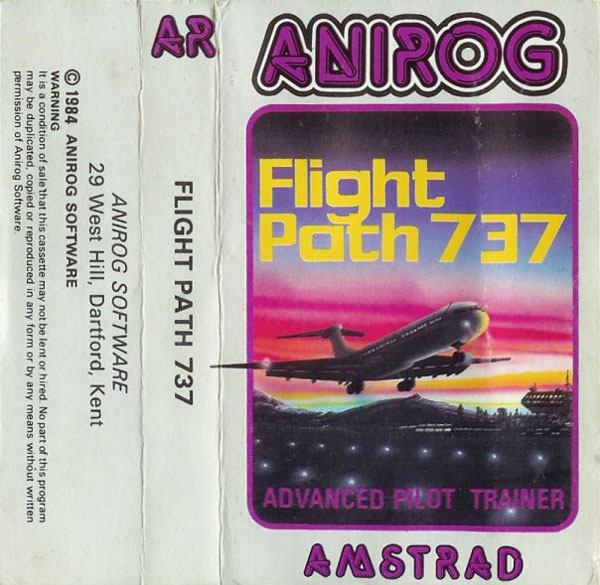 ANIROG
Flight
Path 737
ADVANCED PILOT TRAINER
AMSTRAD
AR
FLIGHT PATH 737
ANIROG SOFTWARE
29 West Hill, Dartford, Kent
© 1984 ANIROG SOFTWARE
WARNING
It is a condition of sale that this cassette may not be lent or hired. No part of this program
may be duplicated, copied or reproduced in any form or by any means without written
permission of Anirog Software.